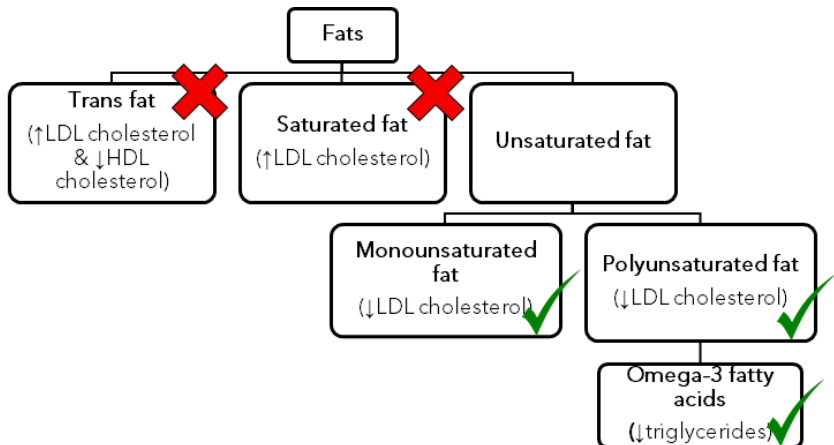 Fats
Trans fat
(↑LDL cholesterol
& ↓HDL
cholesterol)
Saturated fat
(↑LDL cholesterol)
Unsaturated fat
Monounsaturated
fat
(↓LDL cholesterol)
Polyunsaturated fat
(↓LDL cholesterol)
Omega-3 fatty
acids
(↓triglycerides)